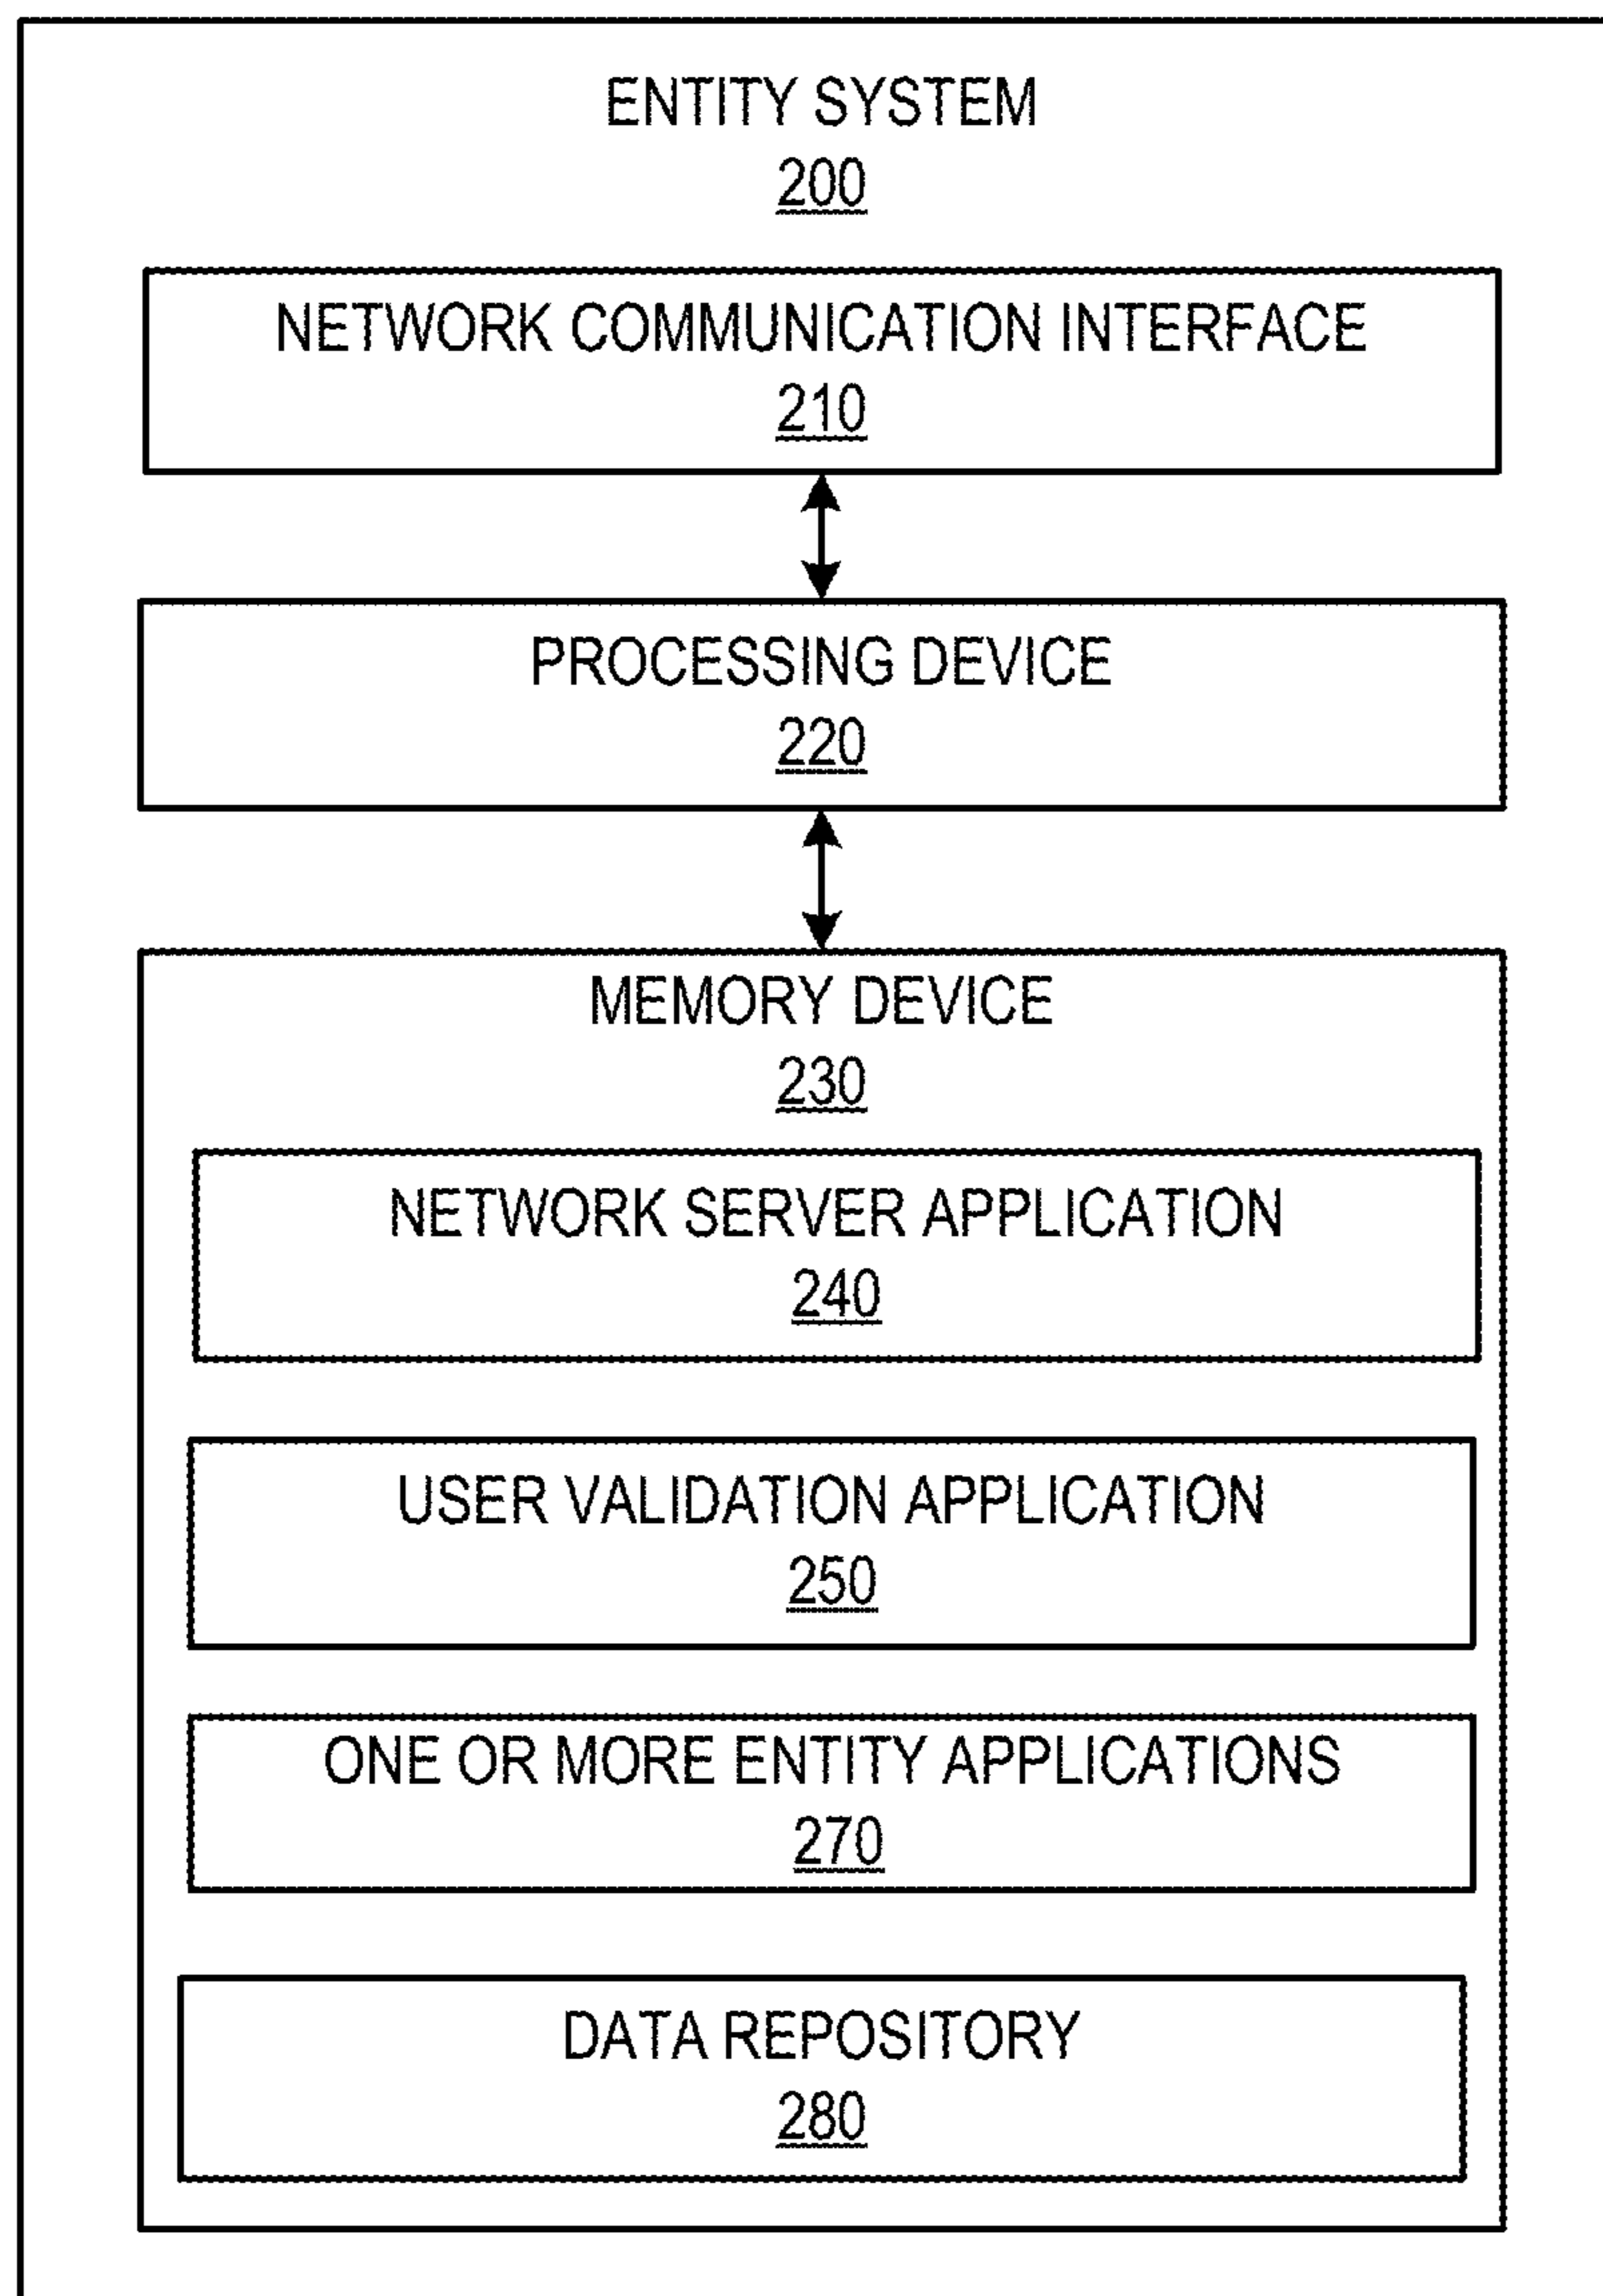 ENTITY SYSTEM
200
NETWORK COMMUNICATION INTERFACE
210
PROCESSING DEVICE
220
MEMORY DEVICE
230
NETWORK SERVER APPLICATION
240
USER VALIDATION APPLICATION
250
ONE OR MORE ENTITY APPLICATIONS
270
DATA REPOSITORY
280